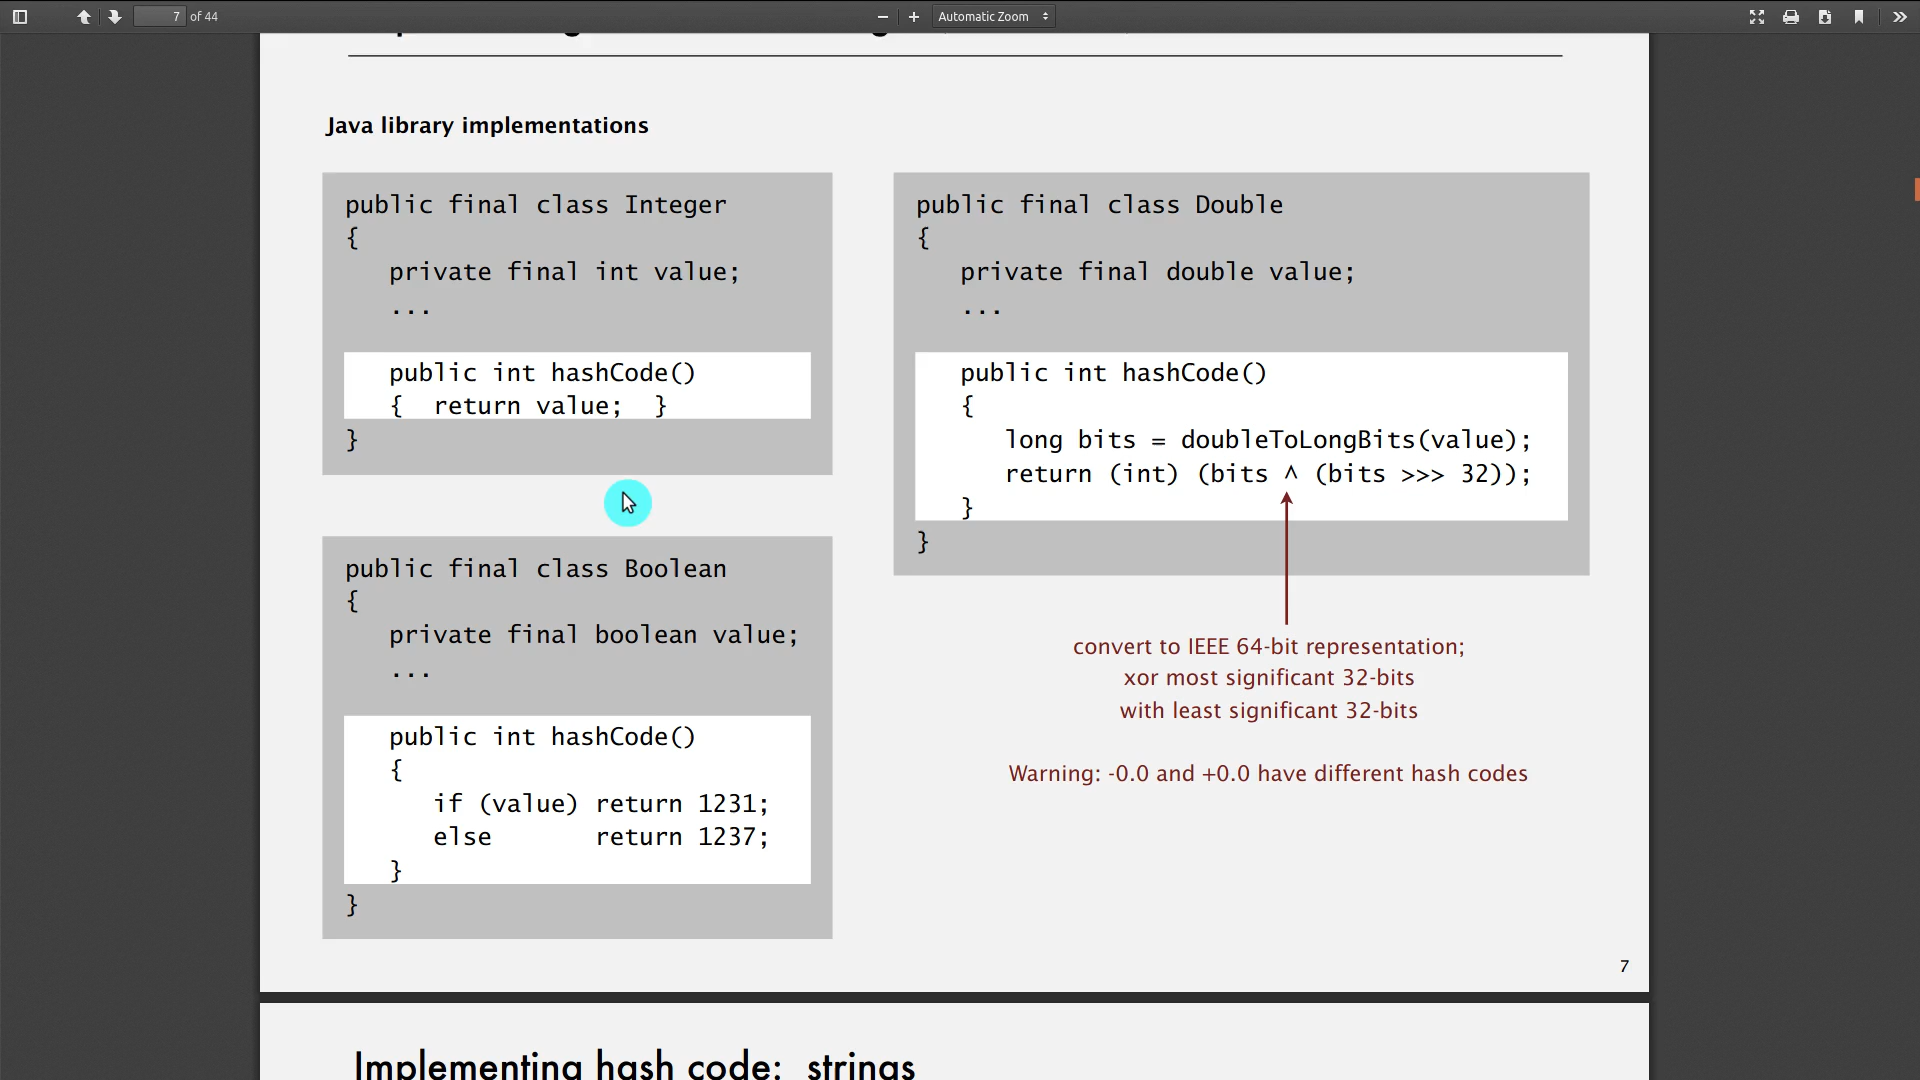 7 of 44
Automatic Zoom
Java library implementations
public final class Integer
{
private final int value;
...
public int hashCode()
{ return value; }
}
public final class Boolean
{
private final boolean value;
...
public int hashCode()
{
if (value) return 1231;
else return 1237;
}
}
public final class Double
{
private final double value;
...
public int hashCode()
{
long bits = doubleToLongBits(value);
return (int) (bits ^ (bits >>> 32));
}
}
convert to IEEE 64-bit representation;
xor most significant 32-bits
with least significant 32-bits
Warning: -0.0 and +0.0 have different hash codes
7
Implementing hash code: strings